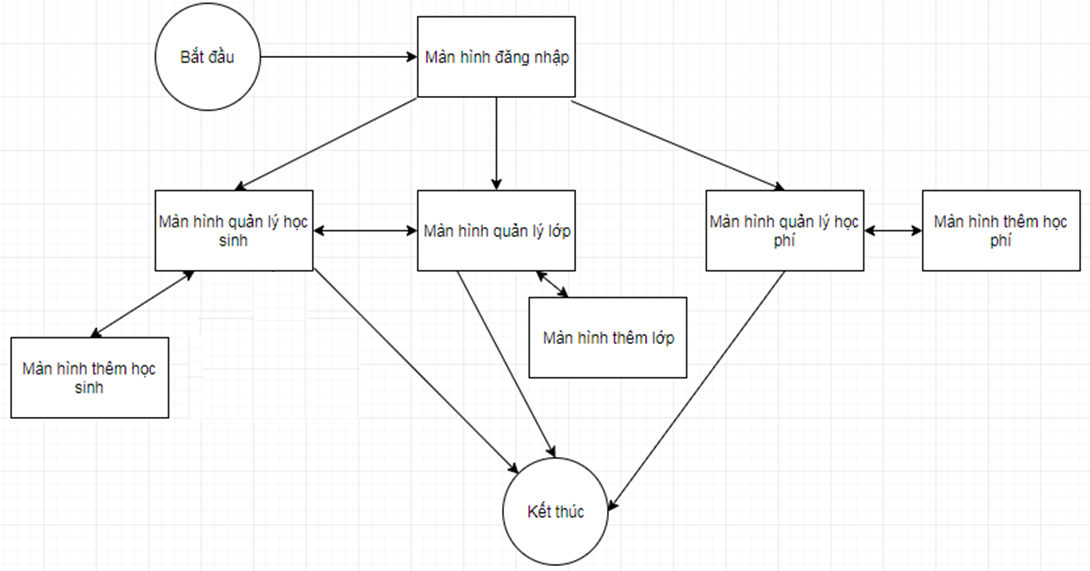 Bắt đầu
Màn hình đăng nhập
Màn hình quản lý học
sinh
Màn hình quản lý lớp
Màn hình quản lý học
phí
Màn hình thêm học
phí
Màn hình thêm lớp
Màn hình thêm học
sinh
Kết thúc